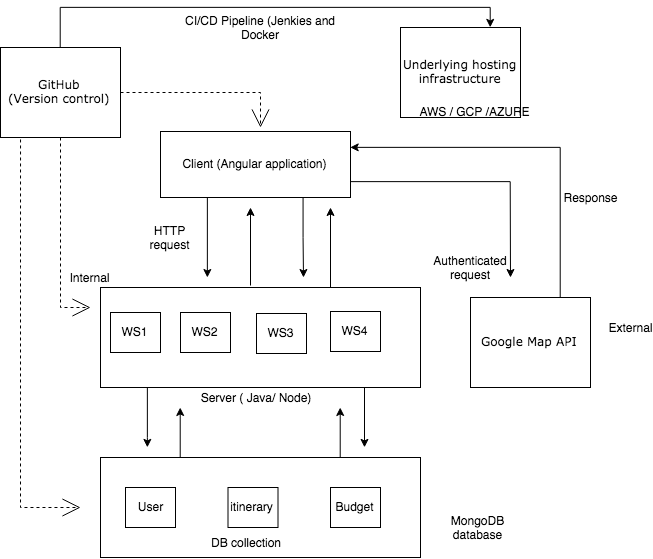 CI/CD Pipeline (Jenkies and
Docker
GitHub
(Version control)
Underlying hosting
infrastructure
AWS / GCP /AZURE
Client (Angular application)
Response
HTTP
request
Authenticated
request
Internal
WS1
WS2
WS3
WS4
Google Map API
External
Server ( Java/ Node)
User
itinerary
Budget
DB collection
MongoDB
database